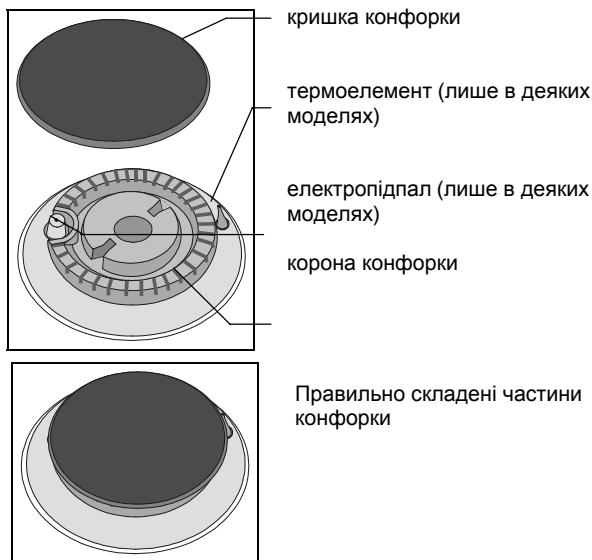 кришка конфорки
термоелемент (лише в деяких
моделях)
електропідпал (лише в деяких
моделях)
корона конфорки
Правильно складені частини
конфорки